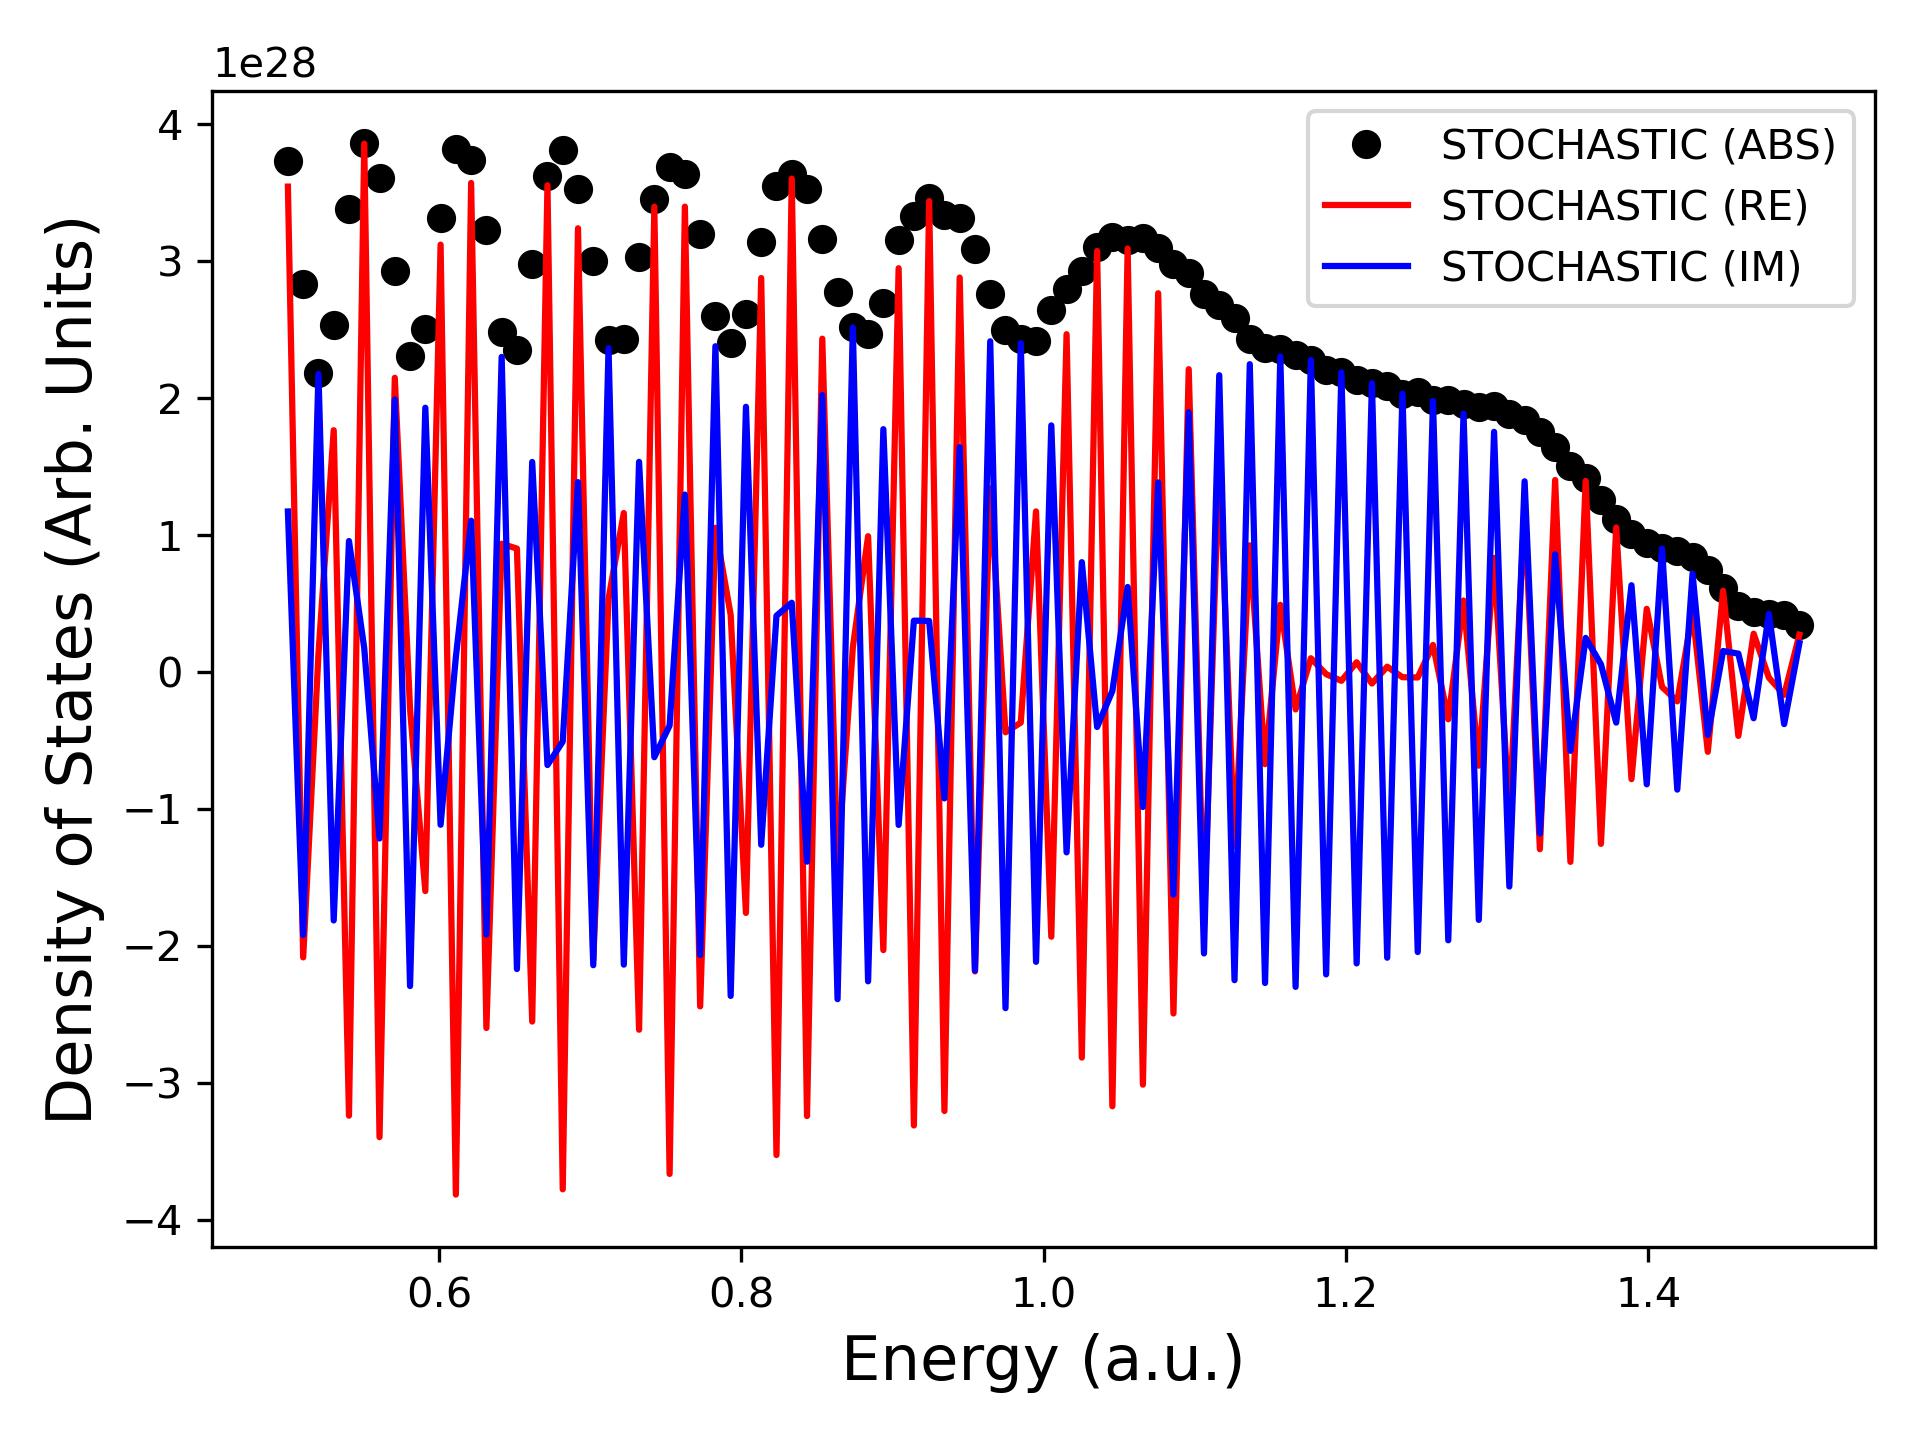 1e28
4
3
2
1
0
−1
−2
−3
−4
Density of States (Arb. Units)
STOCHASTIC (ABS)
STOCHASTIC (RE)
STOCHASTIC (IM)
0.6
0.8
1.0
1.2
1.4
Energy (a.u.)